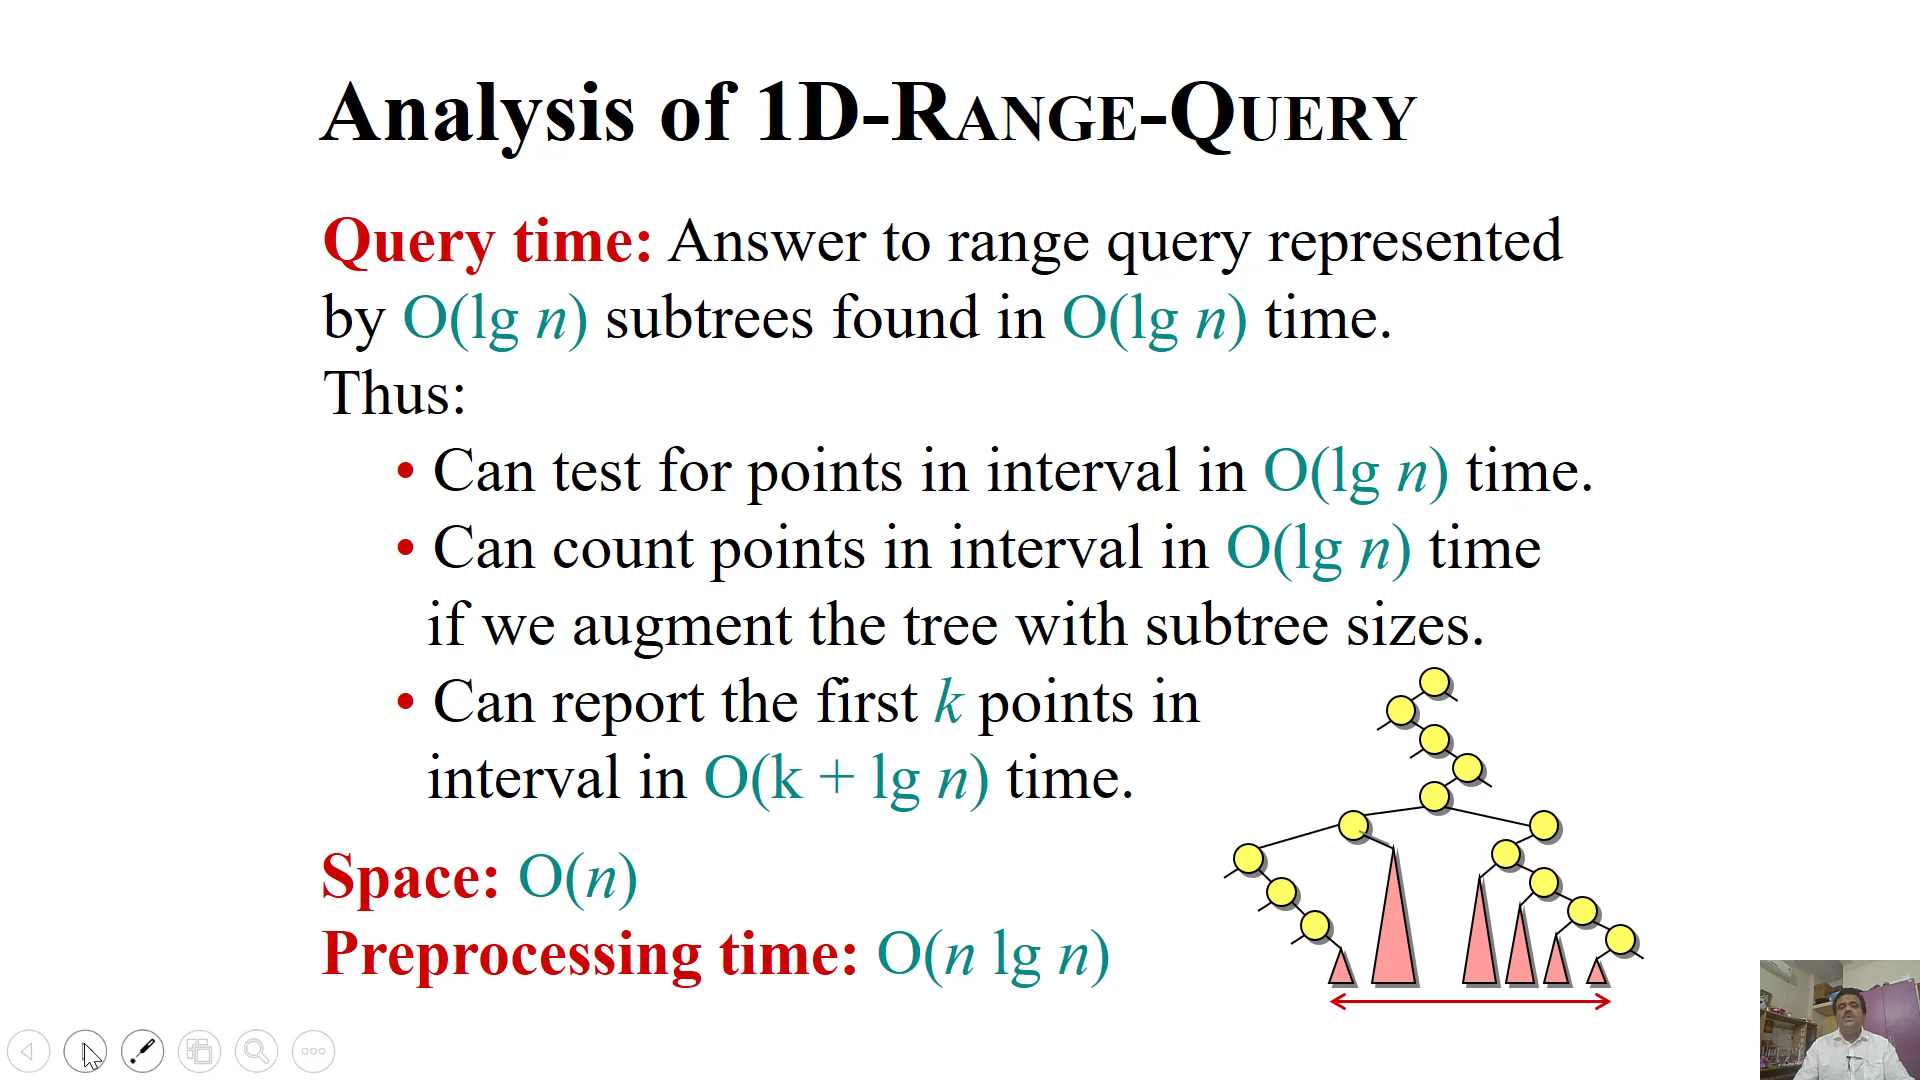 Analysis of 1D-RANGE-QUERY
Query time: Answer to range query represented
by O(lg n) subtrees found in O(lg n) time.
Thus:
• Can test for points in interval in O(lg n) time.
• Can count points in interval in O(lg n) time
if we augment the tree with subtree sizes.
• Can report the first k points in
interval in O(k + lg n) time.
Space: O(n)
Preprocessing time: O(n lg n)